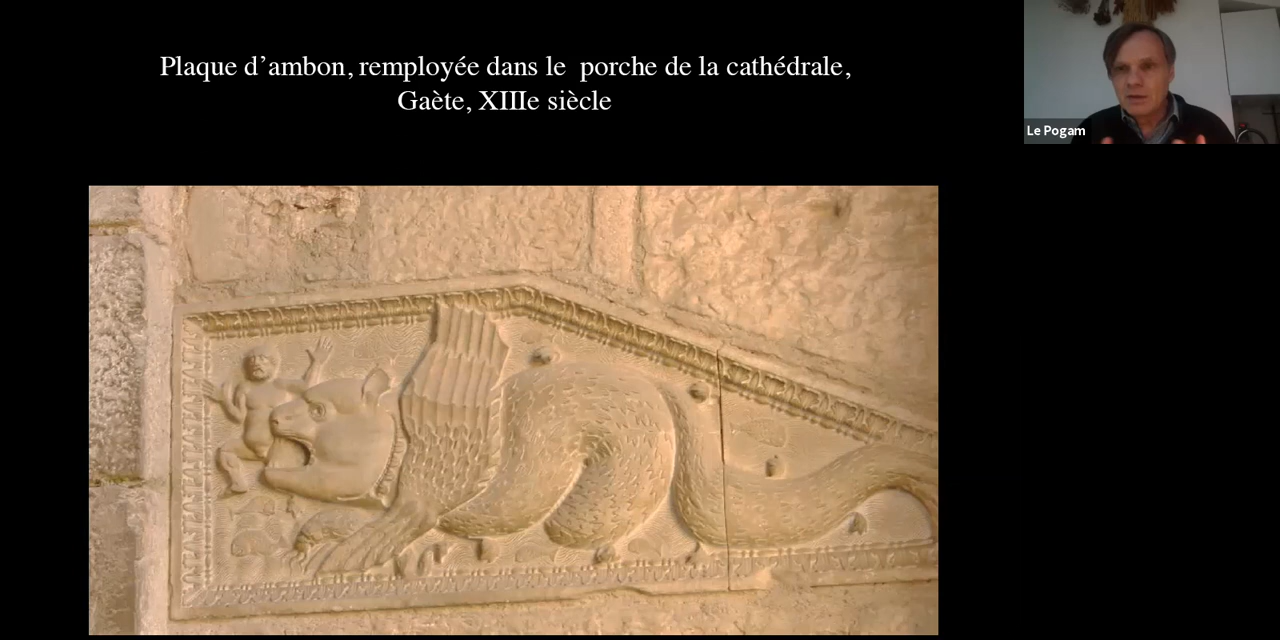 Plaque d’ambon, remployée dans le  porche de la cathédrale,
Gaète, XIIIe siècle
Le Pogam